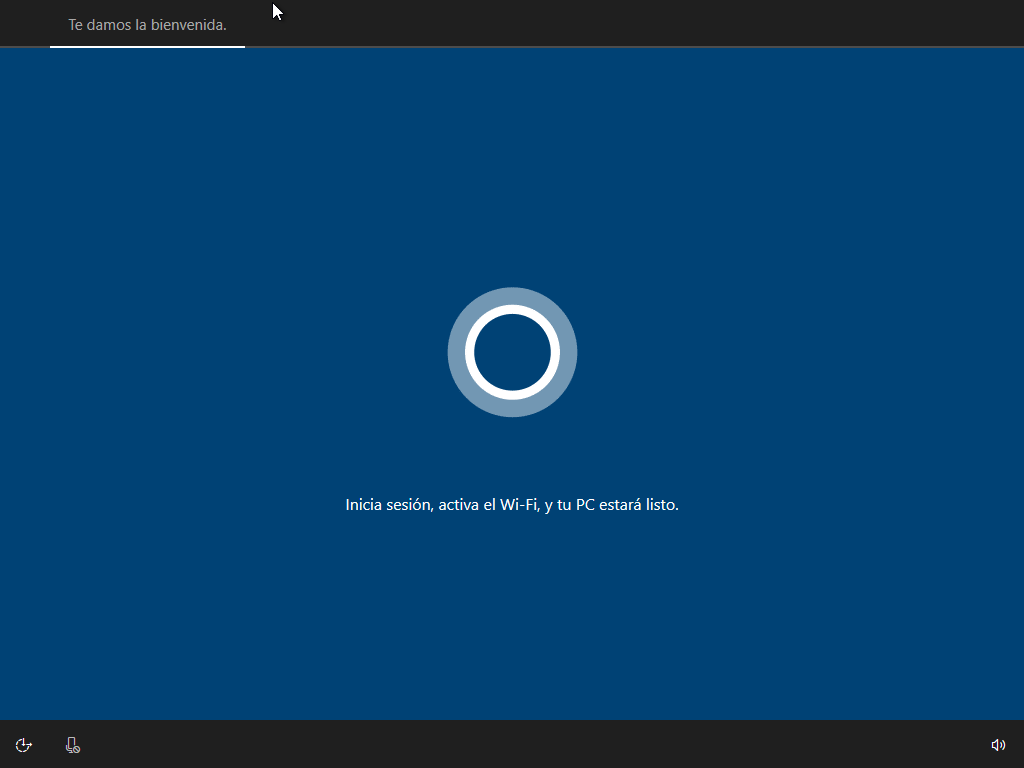 Te damos la bienvenida.
Inicia sesión, activa el Wi-Fi, y tu PC estará listo.